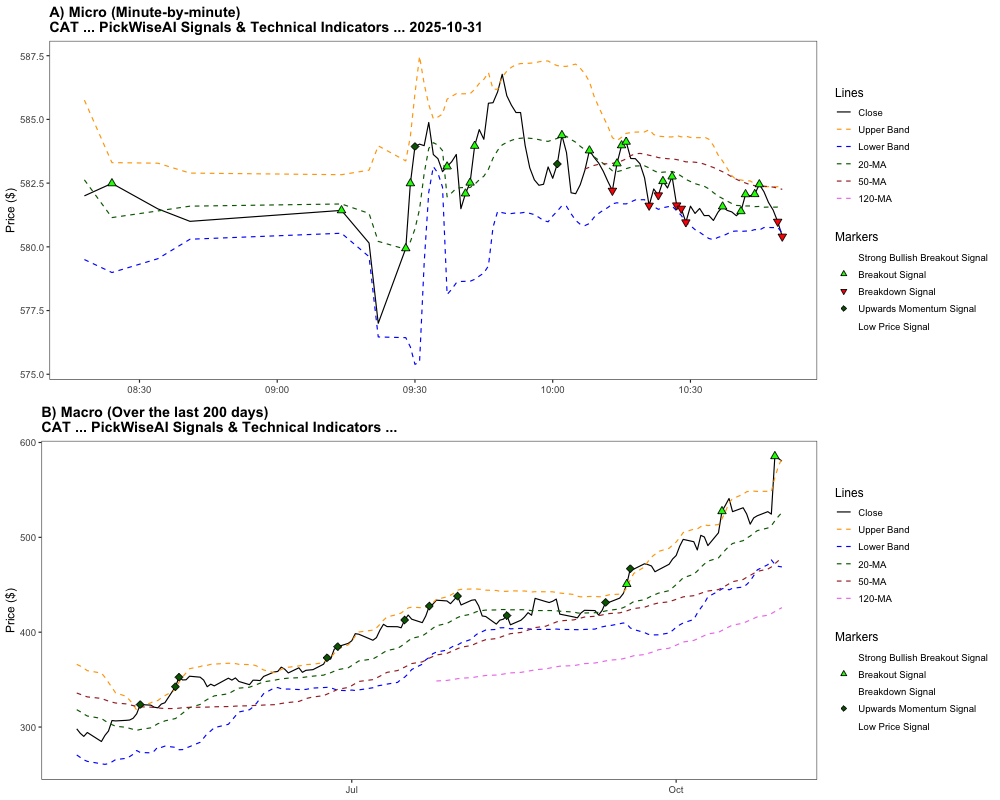 A) Micro (Minute-by-minute)
CAT ... PickWiseAI Signals & Technical Indicators ... 2025-10-31
Price ($)
587.5
585.0
582.5
580.0
577.5
575.0
08:30
09:00
09:30
10:00
10:30
Lines
Close
Upper Band
Lower Band
20-MA
50-MA
120-MA
Markers
Strong Bullish Breakout Signal
Breakout Signal
Breakdown Signal
Upwards Momentum Signal
Low Price Signal
B) Macro (Over the last 200 days)
CAT ... PickWiseAI Signals & Technical Indicators ...
Price ($)
600
500
400
300
Jul
Oct
Lines
Close
Upper Band
Lower Band
20-MA
50-MA
120-MA
Markers
Strong Bullish Breakout Signal
Breakout Signal
Breakdown Signal
Upwards Momentum Signal
Low Price Signal